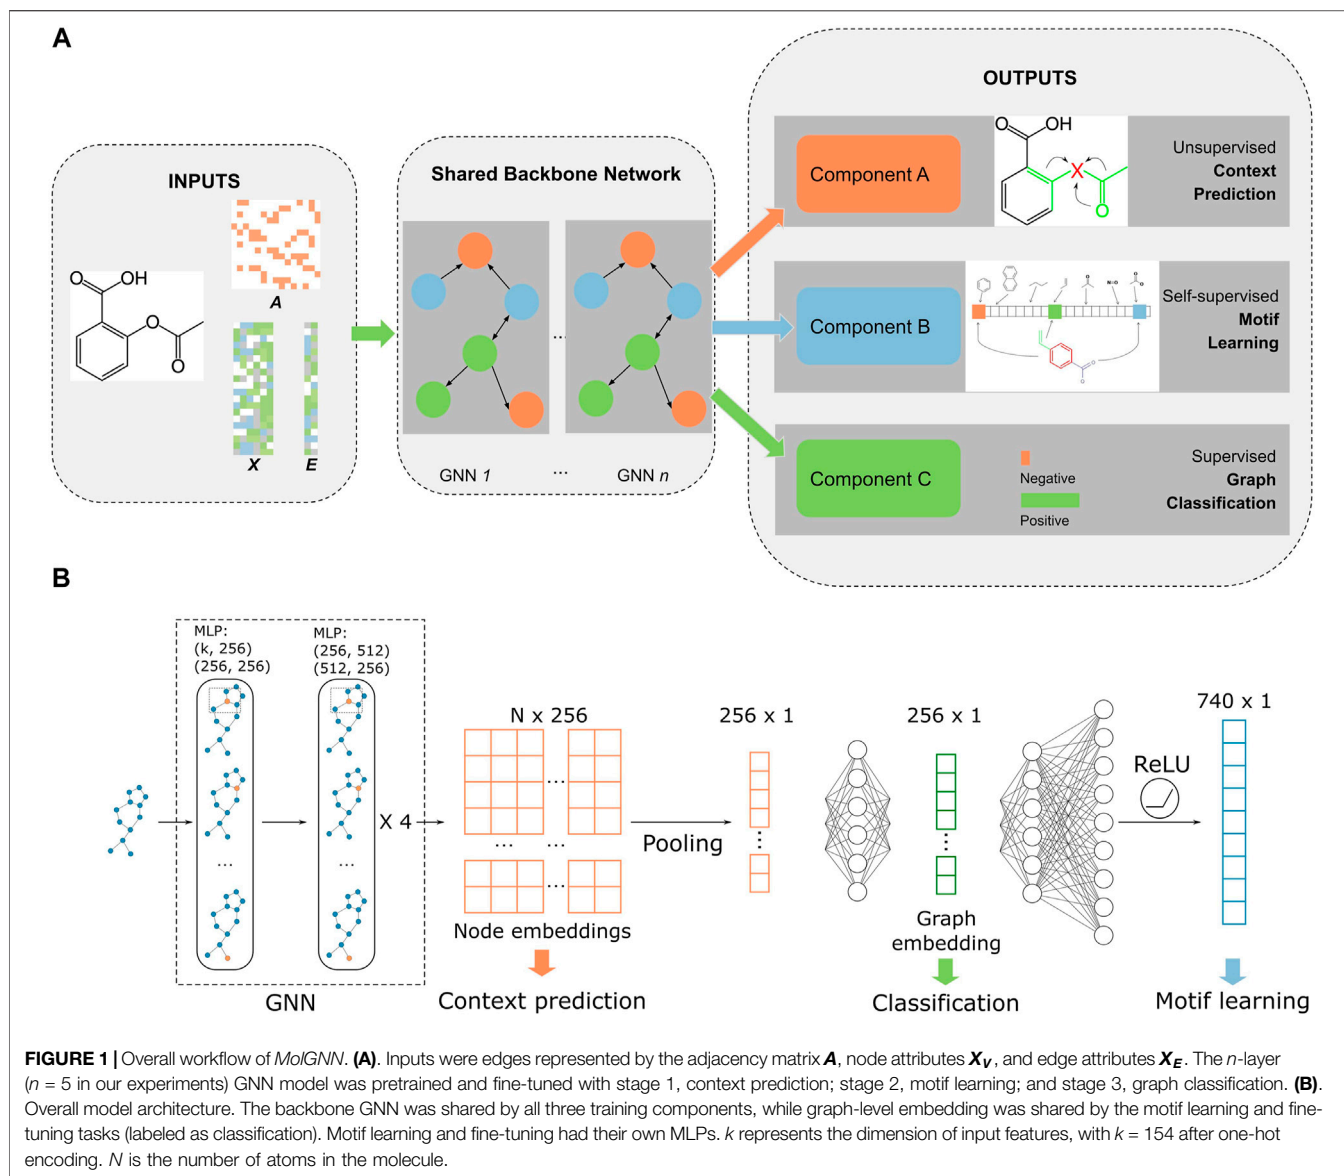 A
INPUTS
O
OH
O
O
A
X
E
Shared Backbone Network
...
GNN 1
...
GNN n
OUTPUTS
Component A
O
OH
X
O
Unsupervised
Context
Prediction
Component B
N=O
Self-supervised
Motif
Learning
Component C
Negative
Positive
Supervised
Graph
Classification
B
MLP:
(k, 256)
(256, 256)
MLP:
(256, 512)
(512, 256)
X 4
...
...
GNN
N x 256
...
... ...
...
Node embeddings
Context prediction
Pooling
256 x 1
...
256 x 1
...
Graph
embedding
Classification
ReLU
740 x 1
Motif learning
FIGURE 1 | Overall workflow of MolGNN. (A). Inputs were edges represented by the adjacency matrix A, node attributes X_V, and edge attributes X_E. The n-layer
(n = 5 in our experiments) GNN model was pretrained and fine-tuned with stage 1, context prediction; stage 2, motif learning; and stage 3, graph classification. (B).
Overall model architecture. The backbone GNN was shared by all three training components, while graph-level embedding was shared by the motif learning and fine-
tuning tasks (labeled as classification). Motif learning and fine-tuning had their own MLPs. k represents the dimension of input features, with k = 154 after one-hot
encoding. N is the number of atoms in the molecule.